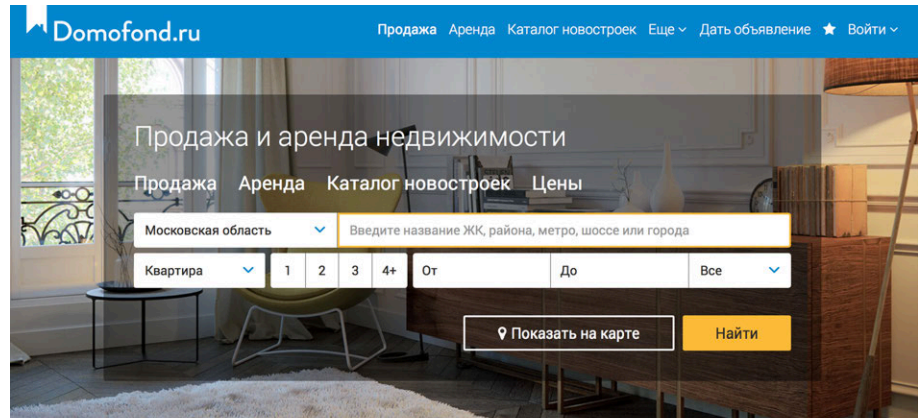 Domofond.ru
Продажа Аренда Каталог новостроек Еще Дать объявление Войти
Продажа и аренда недвижимости
Продажа Аренда Каталог новостроек Цены
Московская область Введите название ЖК, района, метро, шоссе или города
Квартира 1 2 3 4+ От До Все
Показать на карте Найти